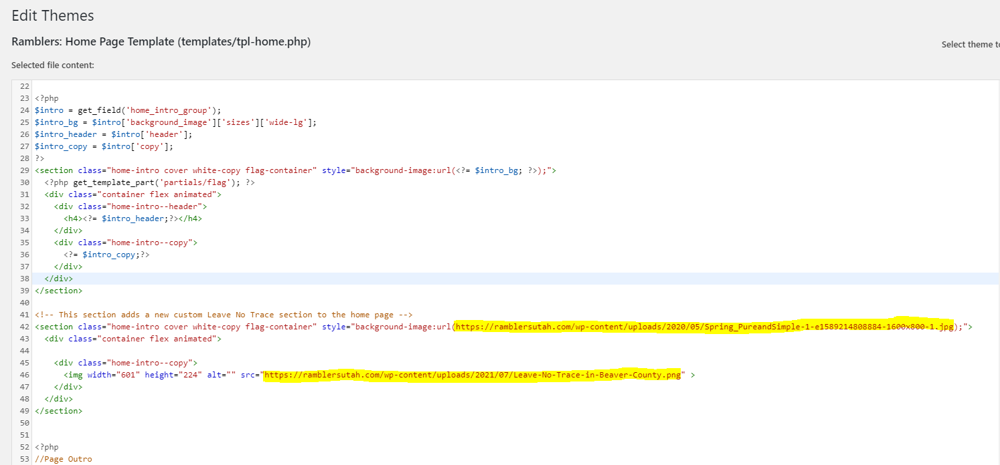 Edit Themes
Ramblers: Home Page Template (templates/tpl-home.php)
Select theme to
Selected file content:
22
23 <?php
24 $intro = get_field('home_intro_group');
25 $intro_bg = $intro['background_image']['sizes']['wide-lg'];
26 $intro_header = $intro['header'];
27 $intro_copy = $intro['copy'];
28 ?>
29 <section class="home-intro cover white-copy flag-container" style="background-image:url(<?= $intro_bg; ?>);">
30   <?php get_template_part('partials/flag'); ?>
31   <div class="container flex animated">
32     <div class="home-intro--header">
33       <h4><?= $intro_header;?></h4>
34     </div>
35     <div class="home-intro--copy">
36       <?= $intro_copy;?>
37     </div>
38   </div>
39 </section>
40
41 <!-- This section adds a new custom Leave No Trace section to the home page -->
42 <section class="home-intro cover white-copy flag-container" style="background-image:url(https://ramblersutah.com/wp-content/uploads/2020/05/Spring_PureandSimple-1-e1589214808884-1600x800-1.jpg);">
43   <div class="container flex animated">
44
45     <div class="home-intro--copy">
46       <img width="601" height="224" alt="" src="https://ramblersutah.com/wp-content/uploads/2021/07/Leave-No-Trace-in-Beaver-County.png" >
47     </div>
48   </div>
49 </section>
50
51
52 <?php
53 //Page Outro